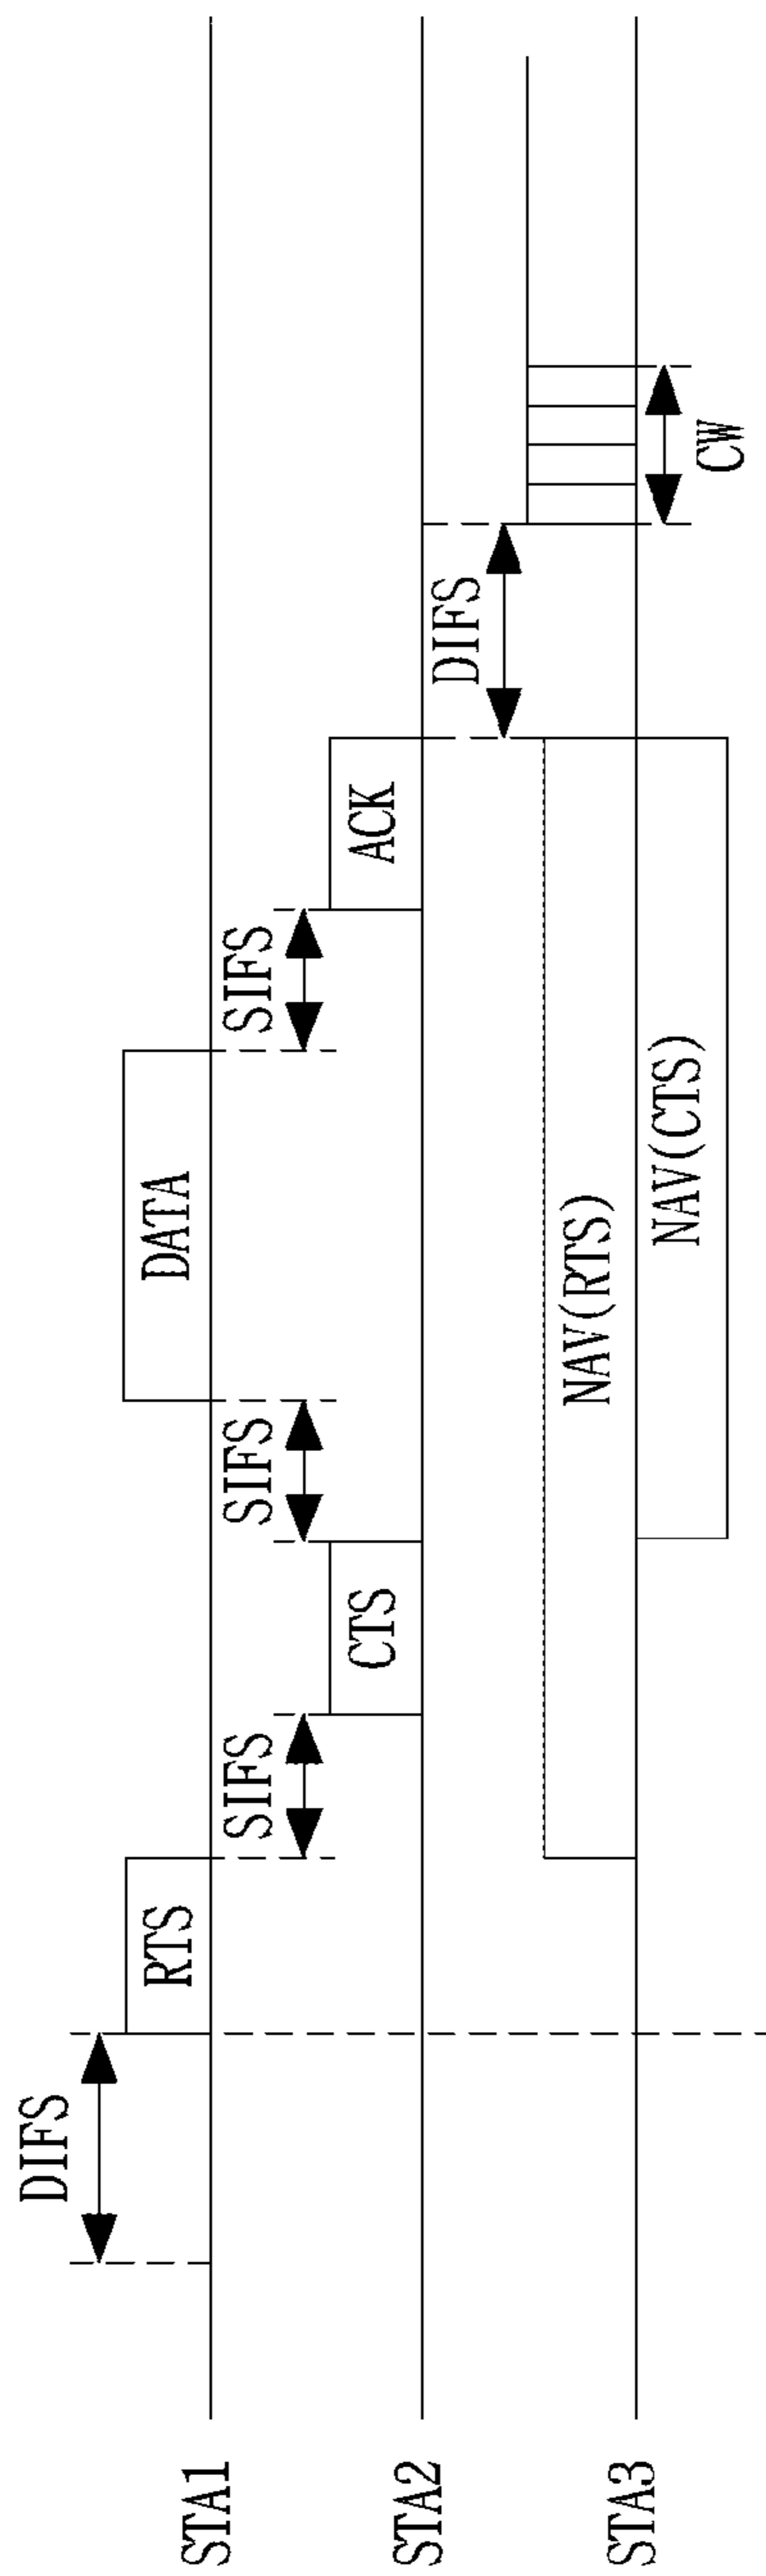 DIFS
RTS
SIFS
CTS
SIFS
DATA
SIFS
ACK
DIFS
NAV(RTS)
NAV(CTS)
CW
STA1
STA2
STA3